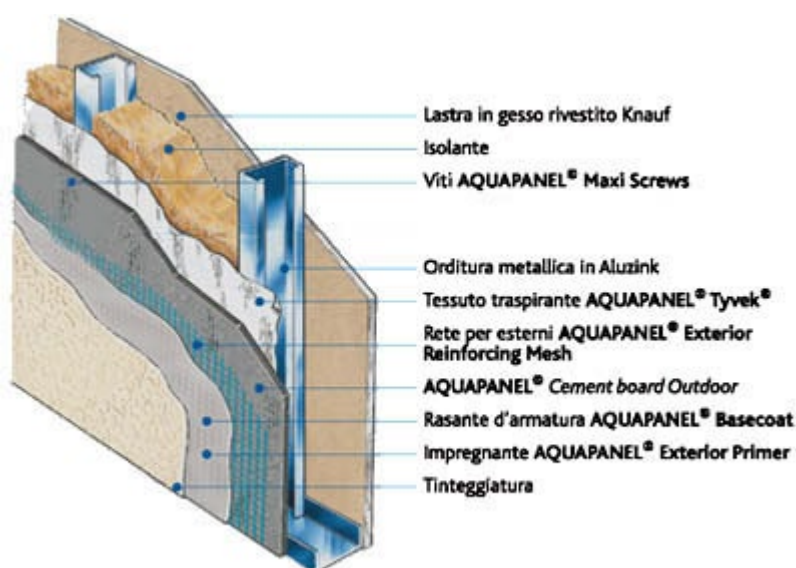 Lastra in gesso rivestito Knauf
Isolante
Viti AQUAPANEL® Maxi Screws
Orditura metallica in Aluzink
Tessuto traspirante AQUAPANEL® Tyvek®
Rete per esterni AQUAPANEL® Exterior
Reinforcing Mesh
AQUAPANEL® Cement board Outdoor
Rasante d'armatura AQUAPANEL® Basecoat
Impregnante AQUAPANEL® Exterior Primer
Tinteggiatura